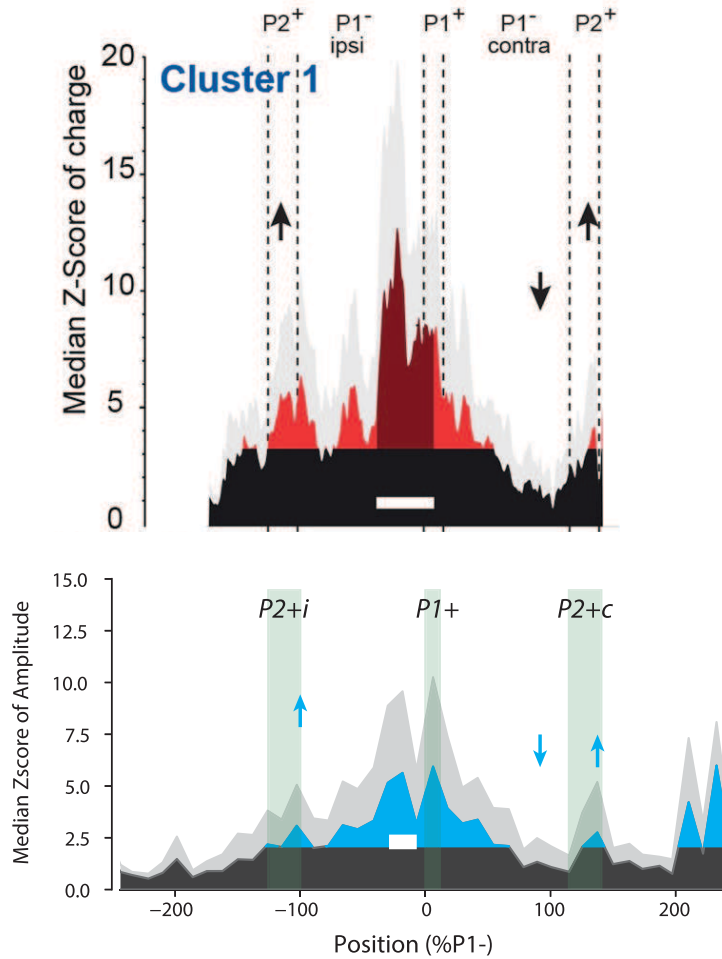 P2+ P1- P1+ P1- P2+
ipsi contra
Cluster 1
Median Z-Score of charge
20
15
10
5
0
Median Zscore of Amplitude
15.0
P2+i P1+ P2+c
12.5
10.0
7.5
5.0
2.5
0.0
−200 −100 0 100 200
Position (%P1-)